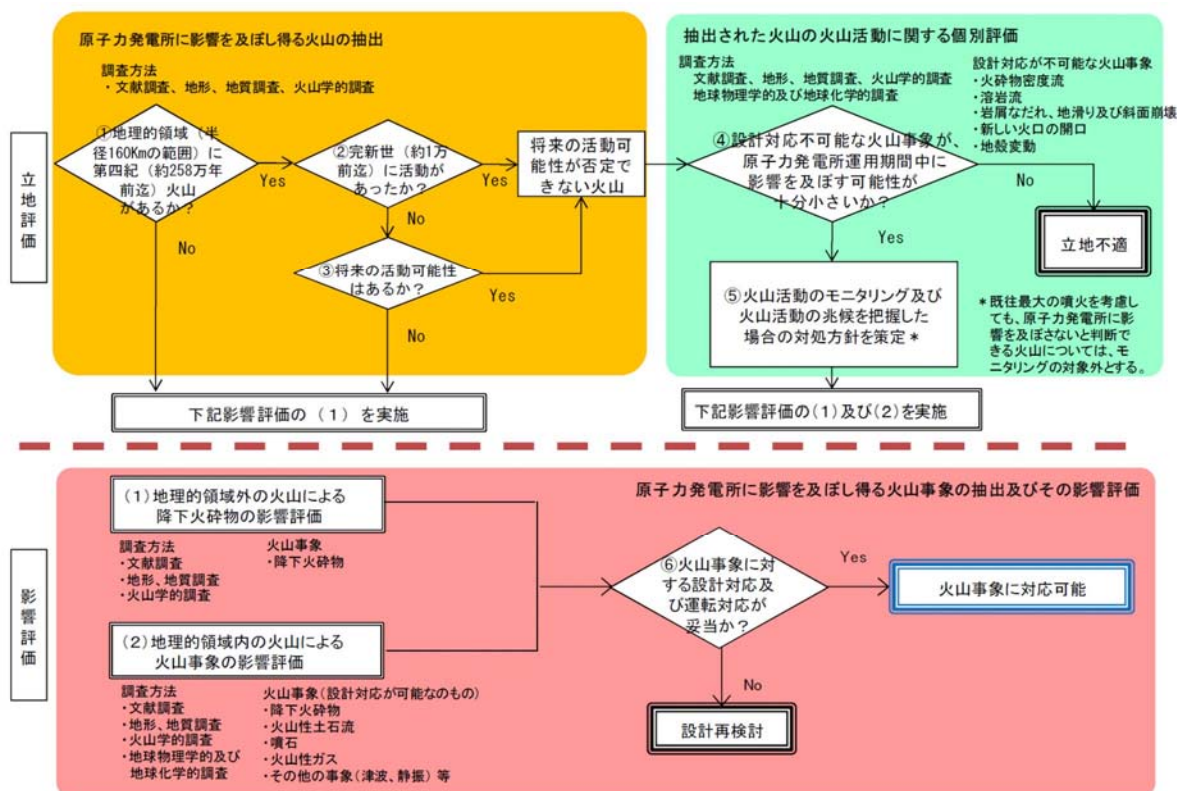 原子力発電所に影響を及ぼし得る火山の抽出
調査方法
・文献調査、地形、地質調査、火山学的調査
立地評価
①地理的領域（半
径160Kmの範囲）に
第四紀（約258万年
前迄）火山
があるか？
Yes
No
②完新世（約1万年
前迄）に活動が
あったか？
Yes
No
③将来の活動可能性
はあるか？
Yes
No
将来の活動可
能性が否定で
きない火山
下記影響評価の（1）を実施
抽出された火山の火山活動に関する個別評価
調査方法
文献調査、地形、地質調査、火山学的調査
地球物理学的及び地球化学的調査
設計対応が不可能な火山事象
・火砕物密度流
・溶岩流
・岩屑なだれ、地滑り及び斜面崩壊
・新しい火口の開口
・地殻変動
④設計対応不可能な火山事象が、
原子力発電所運用期間中に
影響を及ぼす可能性が
十分小さいか？
No
Yes
立地不適
⑤火山活動のモニタリング及び
火山活動の兆候を把握した
場合の対処方針を策定＊
＊既往最大の噴火を考慮し
ても、原子力発電所に影
響を及ぼさないと判断で
きる火山については、モ
ニタリングの対象外とする。
下記影響評価の（1）及び（2）を実施
原子力発電所に影響を及ぼし得る火山事象の抽出及びその影響評価
影響評価
（1）地理的領域外の火山による
降下火砕物の影響評価
調査方法
・文献調査
・地形、地質調査
・火山学的調査
火山事象
・降下火砕物
（2）地理的領域内の火山による
火山事象の影響評価
調査方法
・文献調査
・地形、地質調査
・火山学的調査
・地球物理学的及び
地球化学的調査
火山事象（設計対応が可能なのもの）
・降下火砕物
・火山性土石流
・噴石
・火山性ガス
・その他の事象（津波、静振）等
⑥火山事象に対
する設計対応及
び運転対応が
妥当か？
Yes
No
火山事象に対応可能
設計再検討